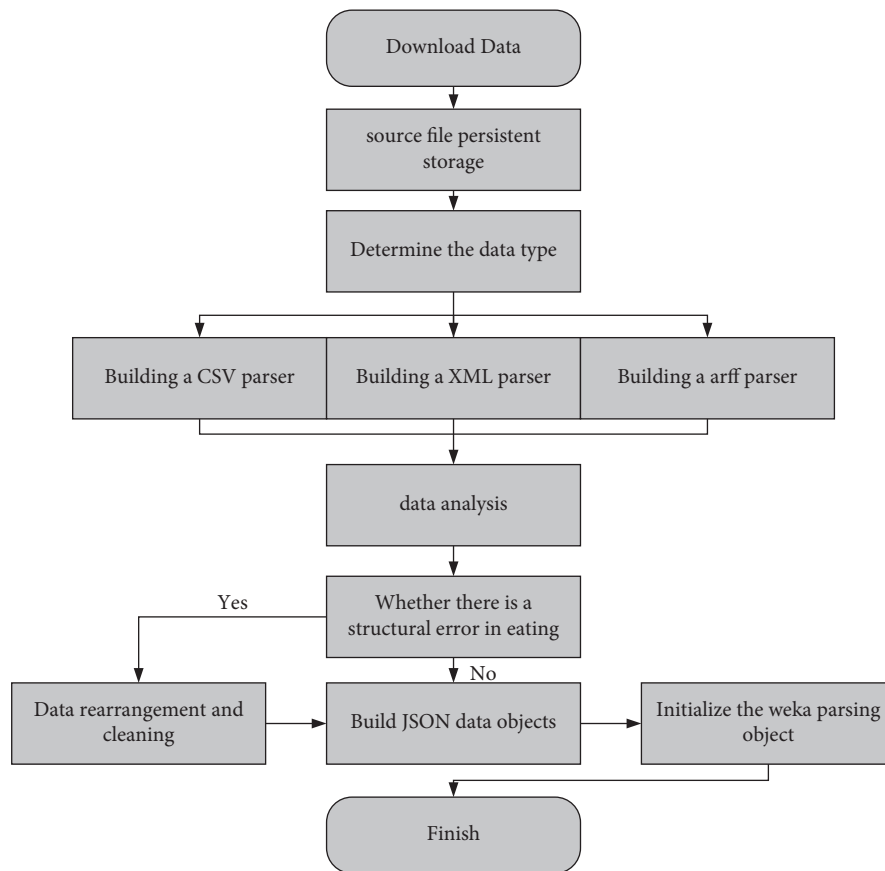 Download Data
source file persistent
storage
Determine the data type
Building a CSV parser
Building a XML parser
Building a arff parser
data analysis
Yes
Whether there is a
structural error in eating
No
Data rearrangement and
cleaning
Build JSON data objects
Initialize the weka parsing
object
Finish